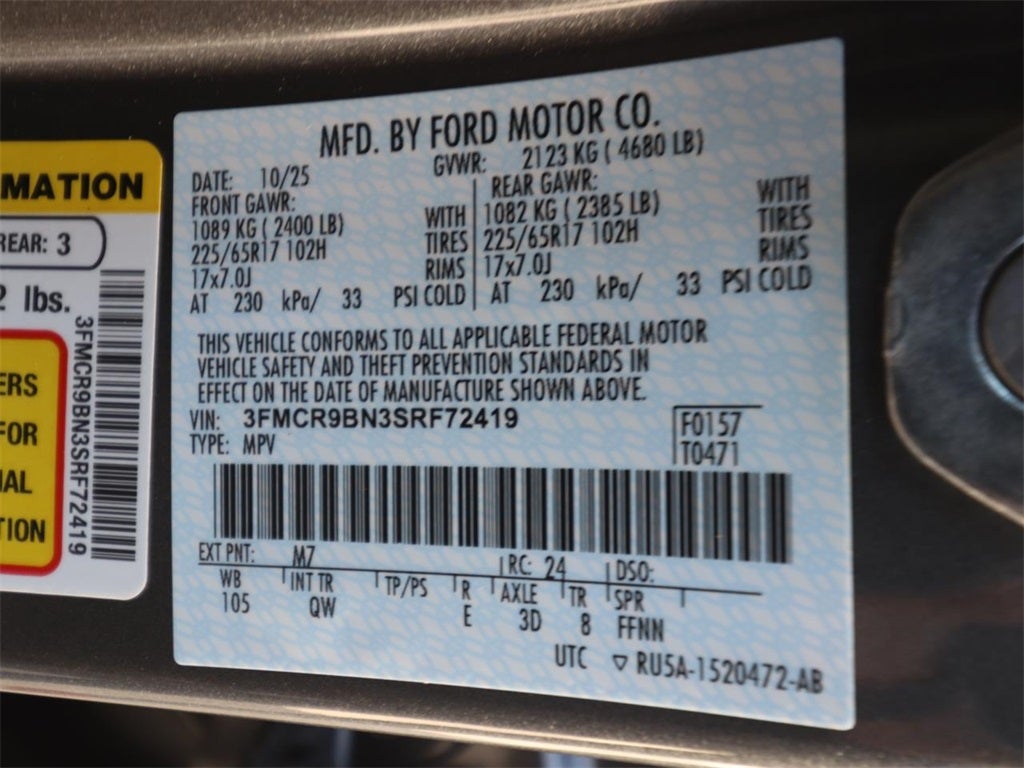 MATION
REAR: 3
2 lbs.
ERS
FOR
IAL
TION
3FMCR9BN3SRF72419
MFD. BY FORD MOTOR CO.
DATE: 10/25
GVWR: 2123 KG ( 4680 LB)
FRONT GAWR:
1089 KG ( 2400 LB) WITH
225/65R17 102H TIRES
17x7.0J RIMS
AT 230 kPa/ 33 PSI COLD
REAR GAWR:
1082 KG ( 2385 LB) WITH
225/65R17 102H TIRES
17x7.0J RIMS
AT 230 kPa/ 33 PSI COLD
THIS VEHICLE CONFORMS TO ALL APPLICABLE FEDERAL MOTOR
VEHICLE SAFETY AND THEFT PREVENTION STANDARDS IN
EFFECT ON THE DATE OF MANUFACTURE SHOWN ABOVE.
VIN: 3FMCR9BN3SRF72419
TYPE: MPV
F0157
T0471
EXT PNT: M7 RC: 24 DSO:
WB INT TR TP/PS R AXLE TR SPR
105 QW E 3D 8 FFNN
UTC ▽ RU5A-1520472-AB